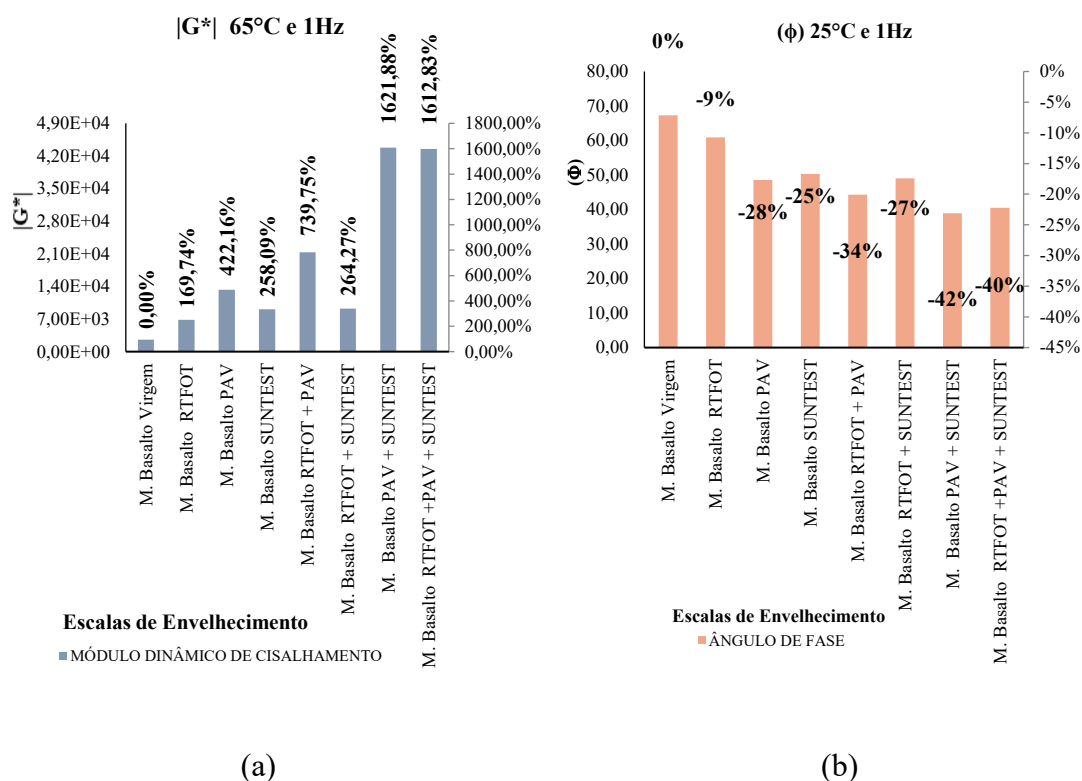 |G*| 65°C e 1Hz
|G*|
4,90E+04
4,20E+04
3,50E+04
2,80E+04
2,10E+04
1,40E+04
7,00E+03
0,00E+00
0,00%
169,74%
422,16%
258,09%
739,75%
264,27%
1621,88%
1612,83%
1800,00%
1600,00%
1400,00%
1200,00%
1000,00%
800,00%
600,00%
400,00%
200,00%
0,00%
M. Basalto Virgem
M. Basalto RTFOT
M. Basalto PAV
M. Basalto SUNTEST
M. Basalto RTFOT + PAV
M. Basalto RTFOT + SUNTEST
M. Basalto PAV + SUNTEST
M. Basalto RTFOT +PAV + SUNTEST
Escalas de Envelhecimento
MÓDULO DINÂMICO DE CISALHAMENTO
(a)
(ϕ) 25°C e 1Hz
(Φ)
80,00
70,00
60,00
50,00
40,00
30,00
20,00
10,00
0,00
0%
-9%
-28%
-25%
-34%
-27%
-42%
-40%
0%
-5%
-10%
-15%
-20%
-25%
-30%
-35%
-40%
-45%
M. Basalto Virgem
M. Basalto RTFOT
M. Basalto PAV
M. Basalto SUNTEST
M. Basalto RTFOT + PAV
M. Basalto RTFOT + SUNTEST
M. Basalto PAV + SUNTEST
M. Basalto RTFOT +PAV + SUNTEST
Escalas de Envelhecimento
ÂNGULO DE FASE
(b)